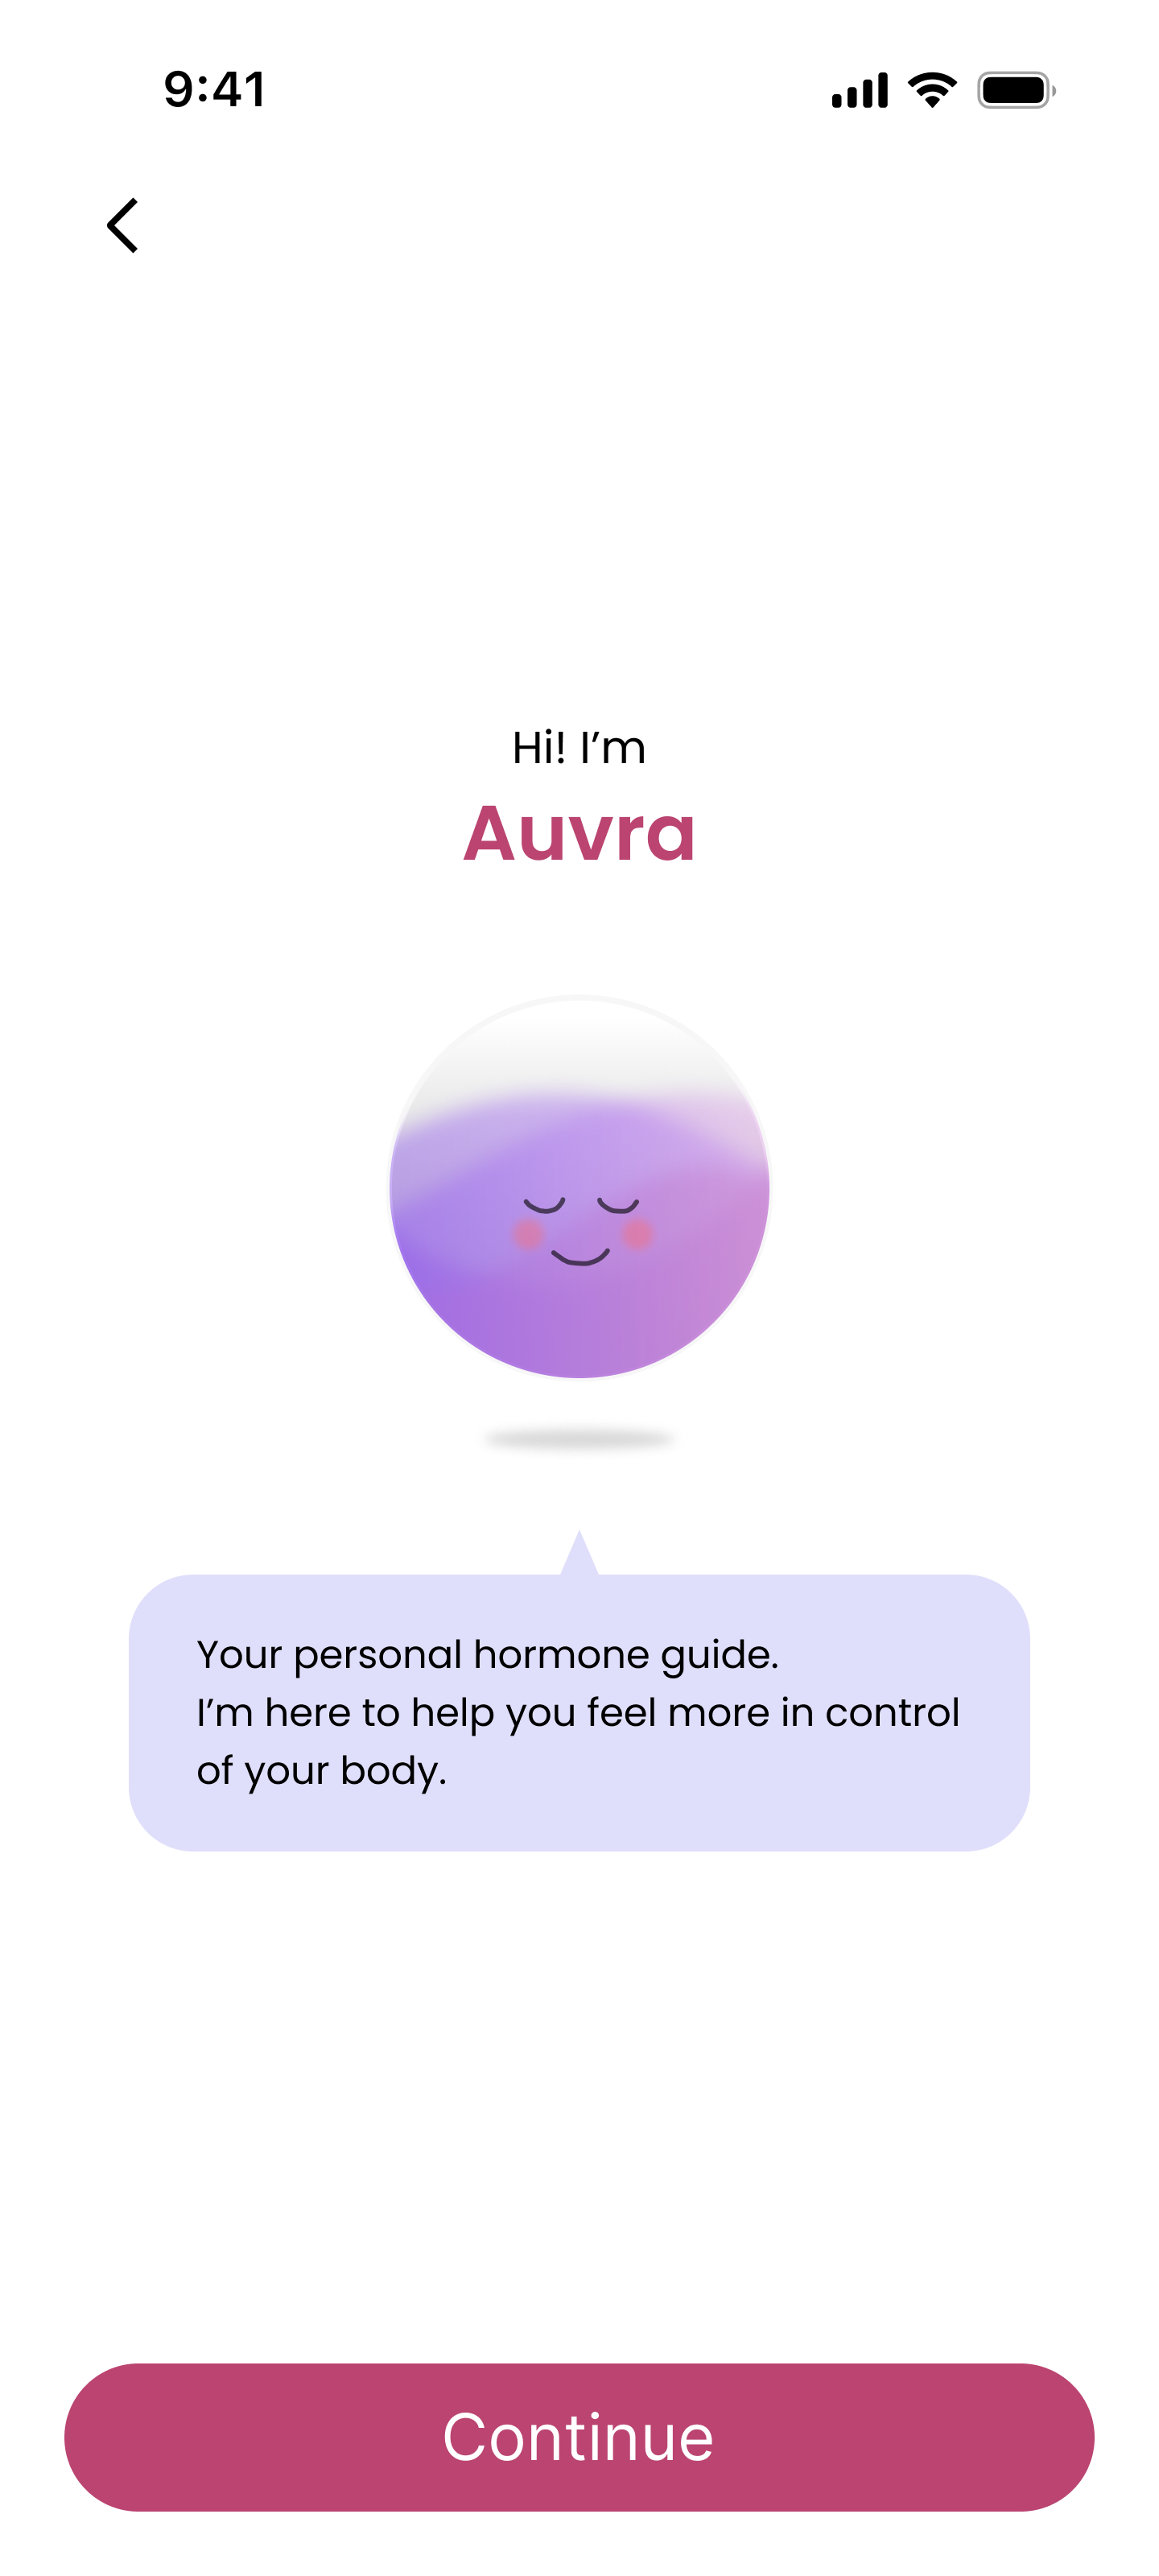 9:41
Hi! I’m
Auvra
Your personal hormone guide.
I’m here to help you feel more in control
of your body.
Continue